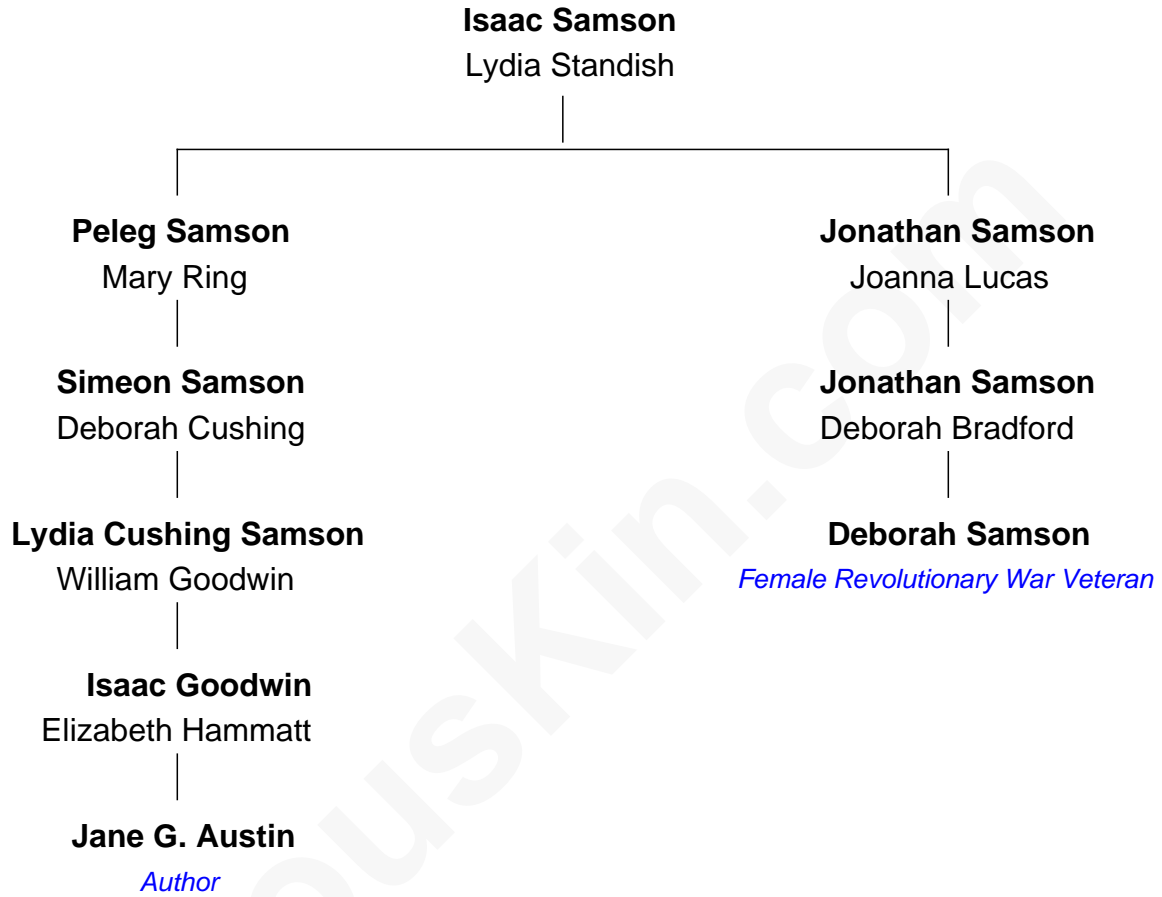 Isaac Samson
Lydia Standish
Peleg Samson
Mary Ring
Jonathan Samson
Joanna Lucas
Simeon Samson
Deborah Cushing
Jonathan Samson
Deborah Bradford
Lydia Cushing Samson
William Goodwin
Deborah Samson
Female Revolutionary War Veteran
Isaac Goodwin
Elizabeth Hammatt
Jane G. Austin
Author
ousKin.com